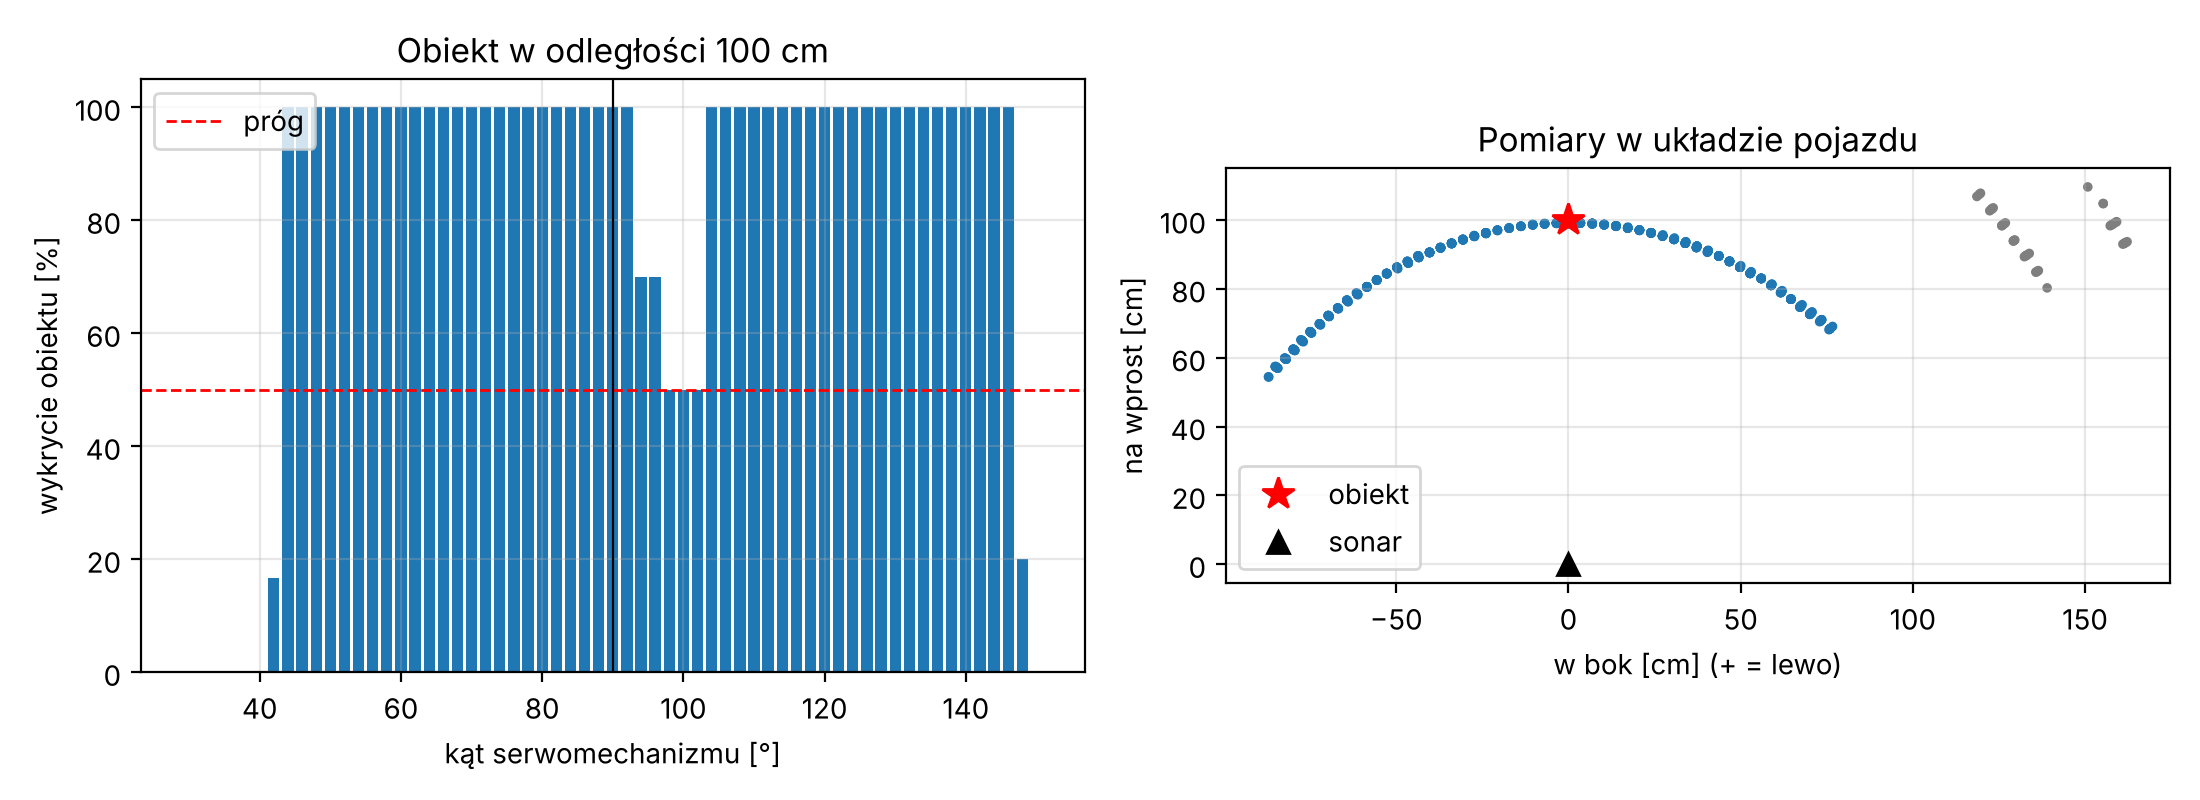 Obiekt w odległości 100 cm
wykrycie obiektu [%]
100
80
60
40
20
0
próg
40 60 80 100 120 140
kąt serwomechanizmu [°]
Pomiary w układzie pojazdu
na wprost [cm]
100
80
60
40
20
0
obiekt
sonar
−50 0 50 100 150
w bok [cm] (+ = lewo)